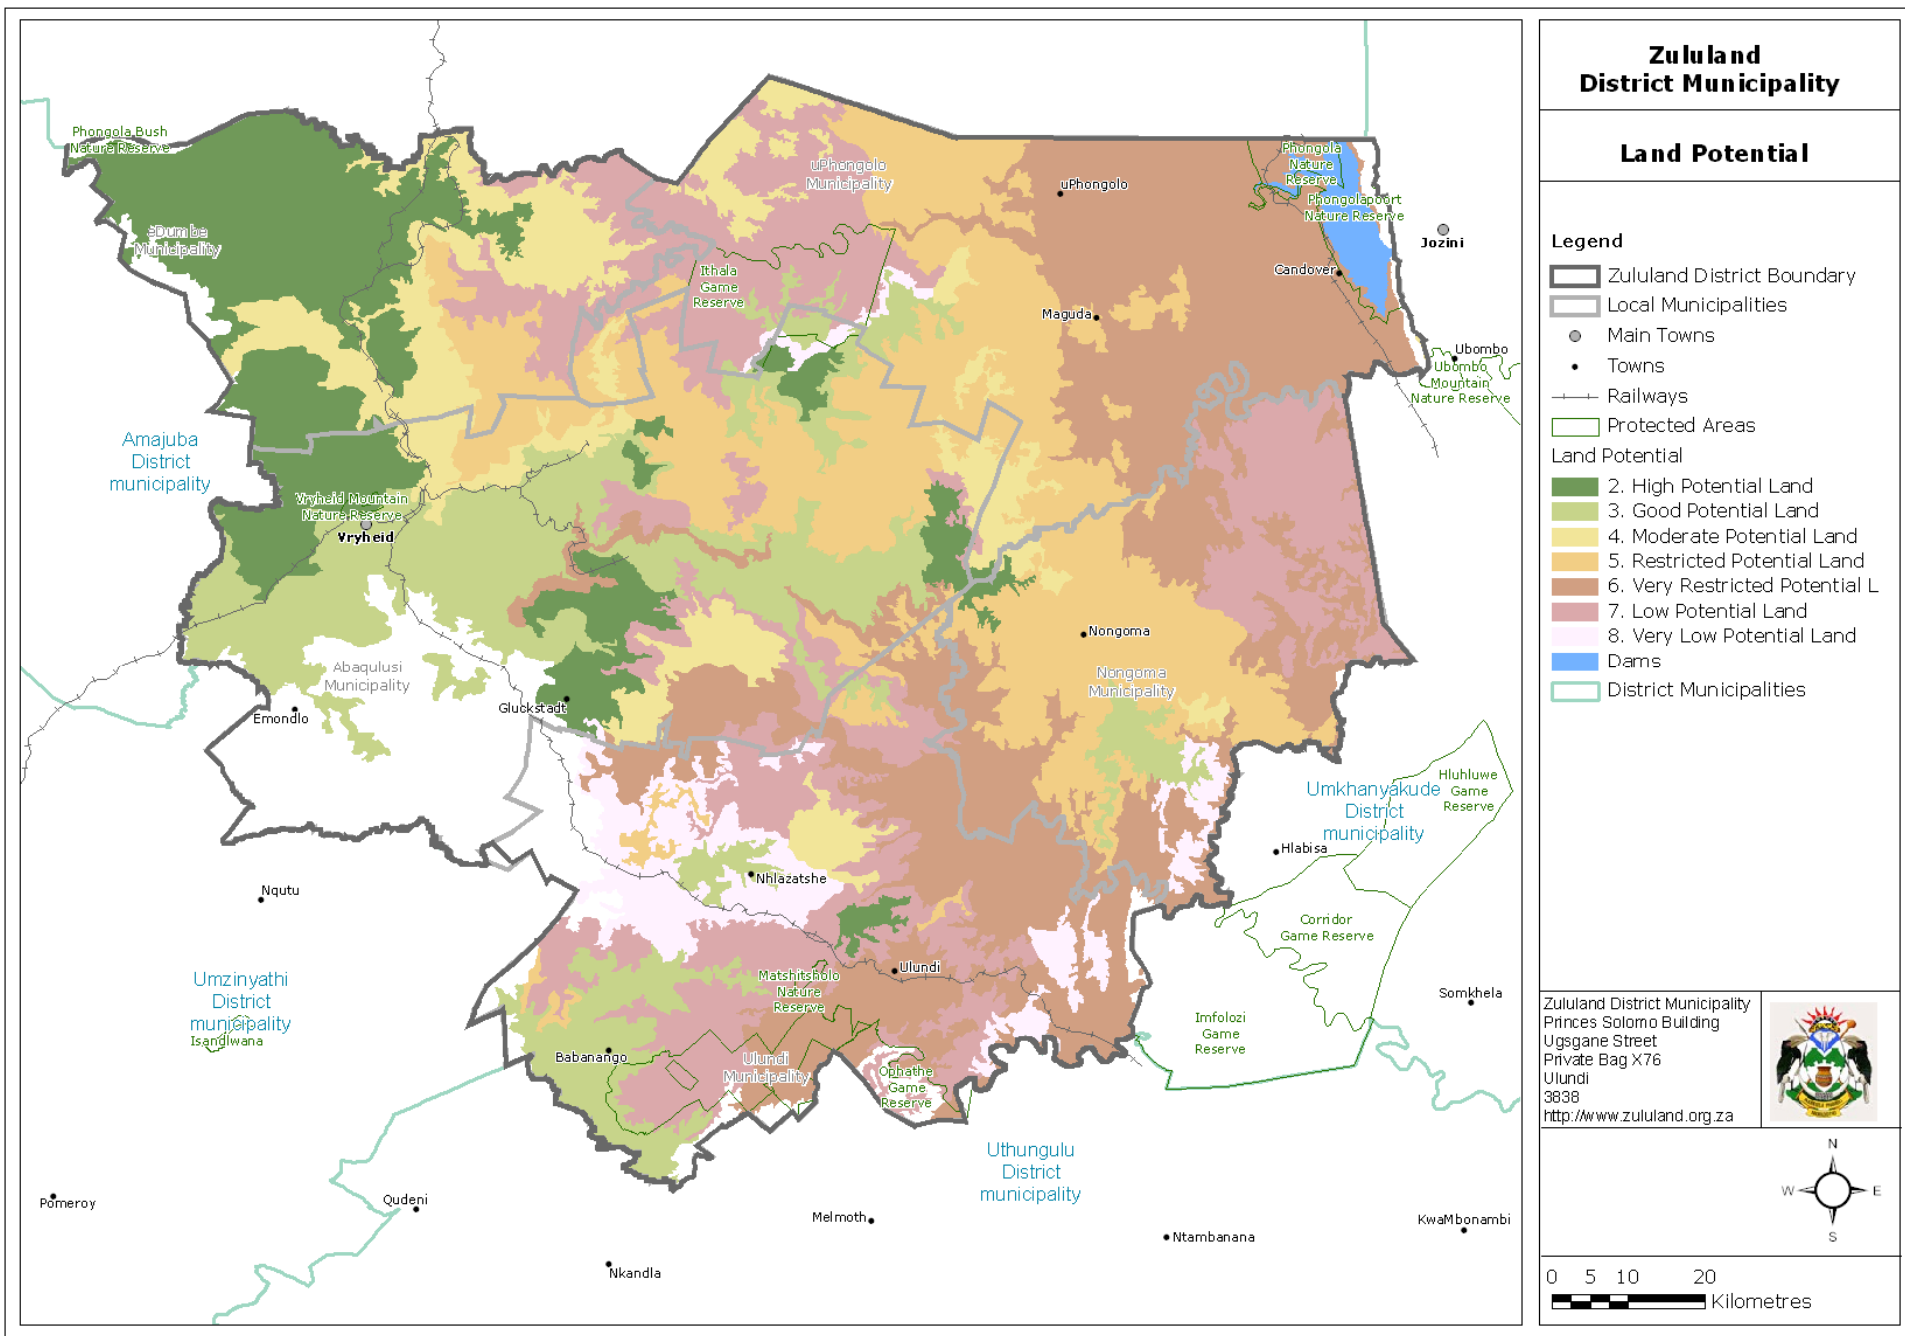 Zululand
District Municipality
Land Potential
Legend
Zululand District Boundary
Local Municipalities
Main Towns
Towns
Railways
Protected Areas
Land Potential
2. High Potential Land
3. Good Potential Land
4. Moderate Potential Land
5. Restricted Potential Land
6. Very Restricted Potential L
7. Low Potential Land
8. Very Low Potential Land
Dams
District Municipalities
Zululand District Municipality
Princes Solomo Building
Ugsgane Street
Private Bag X76
Ulundi
3838
http://www.zululand.org.za
N
W
E
S
0 5 10 20
Kilometres
Phongola Bush
Nature Reserve
eDumbe
Municipality
uPhongolo
Municipality
uPhongolo
Phongola
Nature
Reserve
Phongolapoort
Nature Reserve
Jozini
Candover
Ithala
Game
Reserve
Maguda
Ubombo
Ubombo
Mountain
Nature Reserve
Amajuba
District
municipality
Vryheid Mountain
Nature Reserve
Vryheid
Nongoma
Nongoma
Municipality
Abaqulusi
Municipality
Emondlo
Gluckstadt
Umkhanyakude
District
municipality
Hluhluwe
Game
Reserve
Hlabisa
Nqutu
Nhlazatshe
Corridor
Game Reserve
Umzinyathi
District
municipality
Isandlwana
Matshitsholo
Nature
Reserve
Ulundi
Somkhela
Imfolozi
Game
Reserve
Babanango
Ulundi
Municipality
Ophathe
Game
Reserve
Uthungulu
District
municipality
Pomeroy
Qudeni
Melmoth
Ntambanana
KwaMbonambi
Nkandla